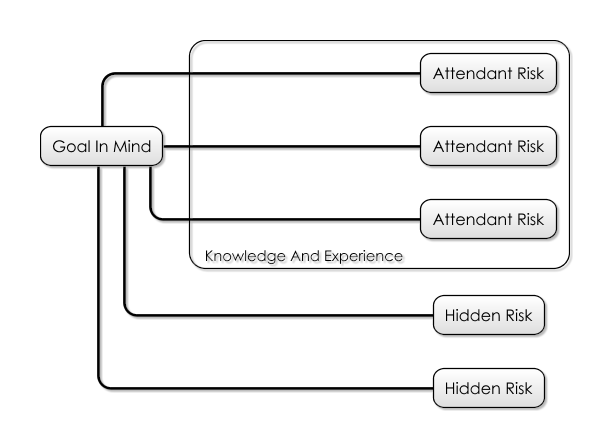 Attendant Risk
Goal In Mind
Attendant Risk
Attendant Risk
Knowledge And Experience
Hidden Risk
Hidden Risk